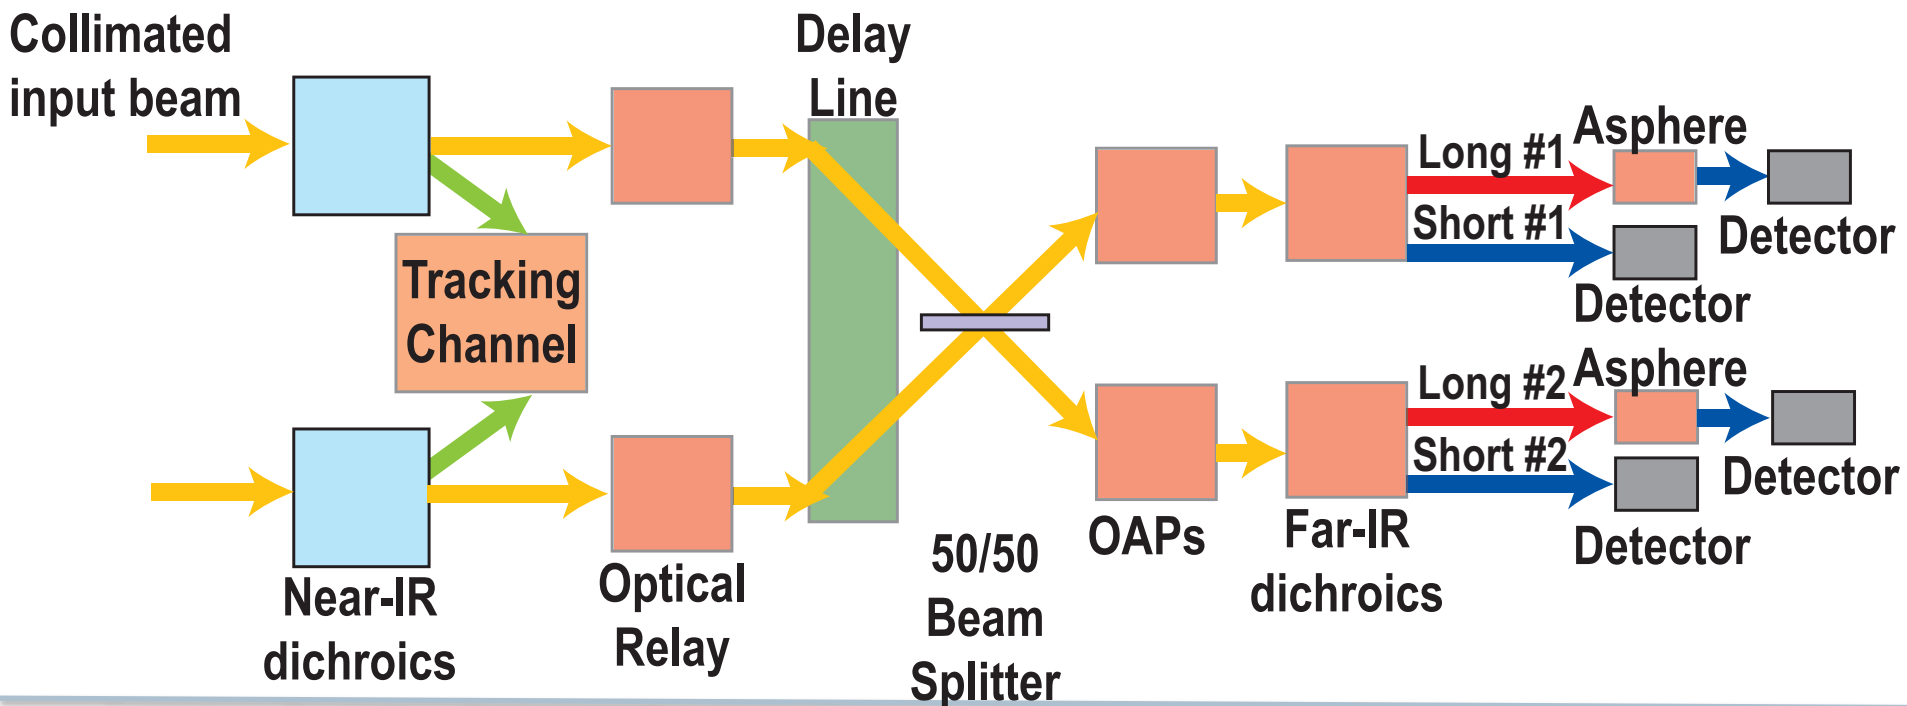 Collimated
input beam
Delay
Line
Tracking
Channel
Near-IR
dichroics
Optical
Relay
50/50
Beam
Splitter
OAPs
Far-IR
dichroics
Long #1
Short #1
Asphere
Detector
Detector
Long #2
Short #2
Asphere
Detector
Detector